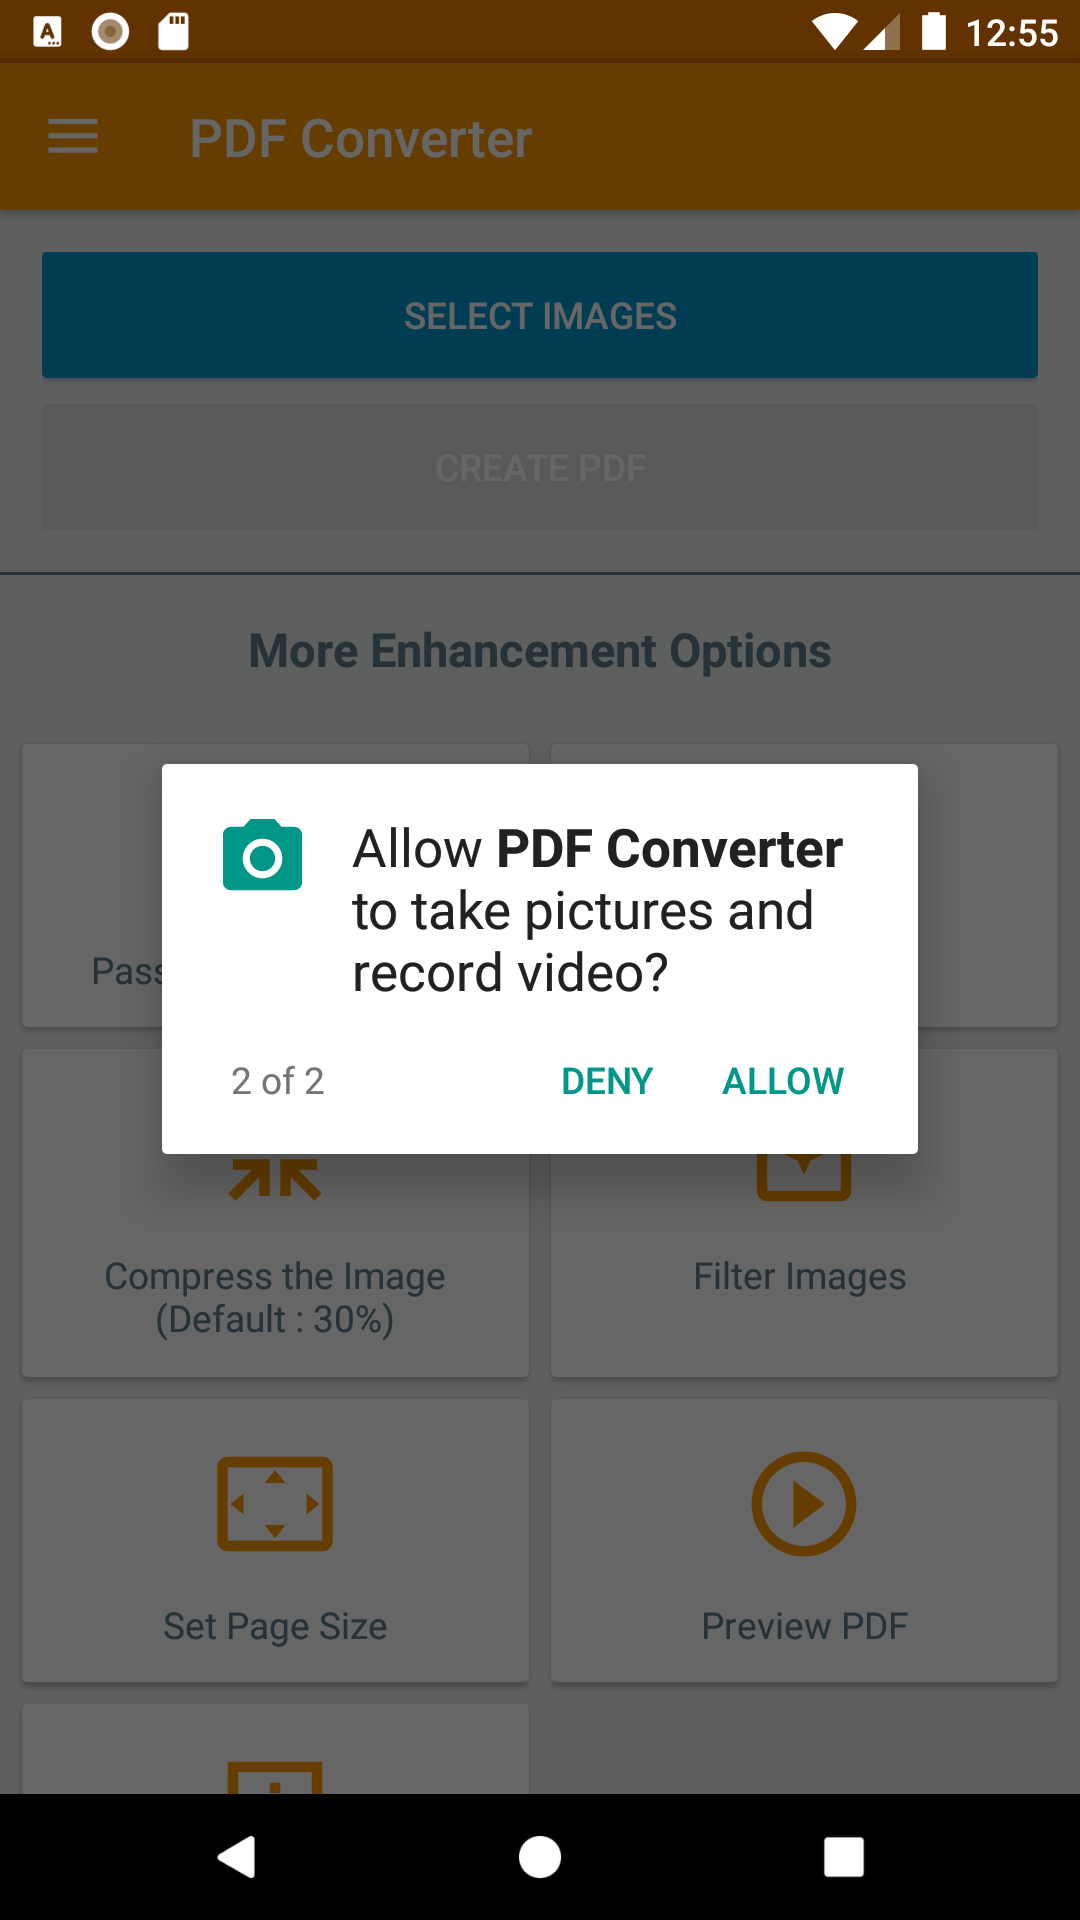 12:55
PDF Converter
SELECT IMAGES
CREATE PDF
More Enhancement Options
Allow PDF Converter
to take pictures and
record video?
2 of 2
DENY
ALLOW
Compress the Image
(Default : 30%)
Filter Images
Set Page Size
Preview PDF